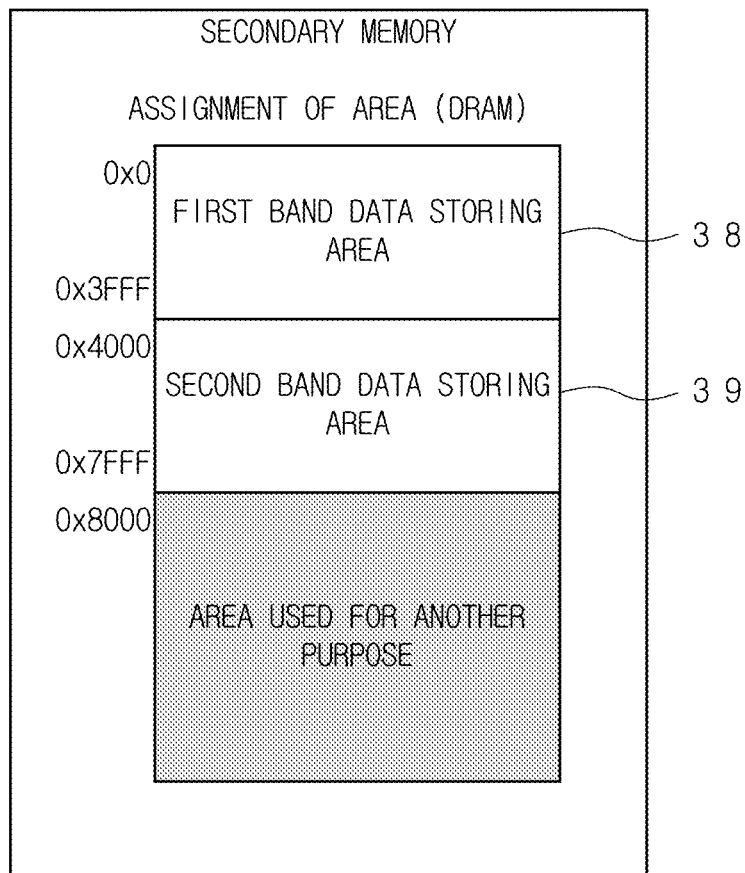 SECONDARY MEMORY
ASSIGNMENT OF AREA (DRAM)
0x0
FIRST BAND DATA STORING
AREA
38
0x3FFF
0x4000
SECOND BAND DATA STORING
AREA
39
0x7FFF
0x8000
AREA USED FOR ANOTHER
PURPOSE